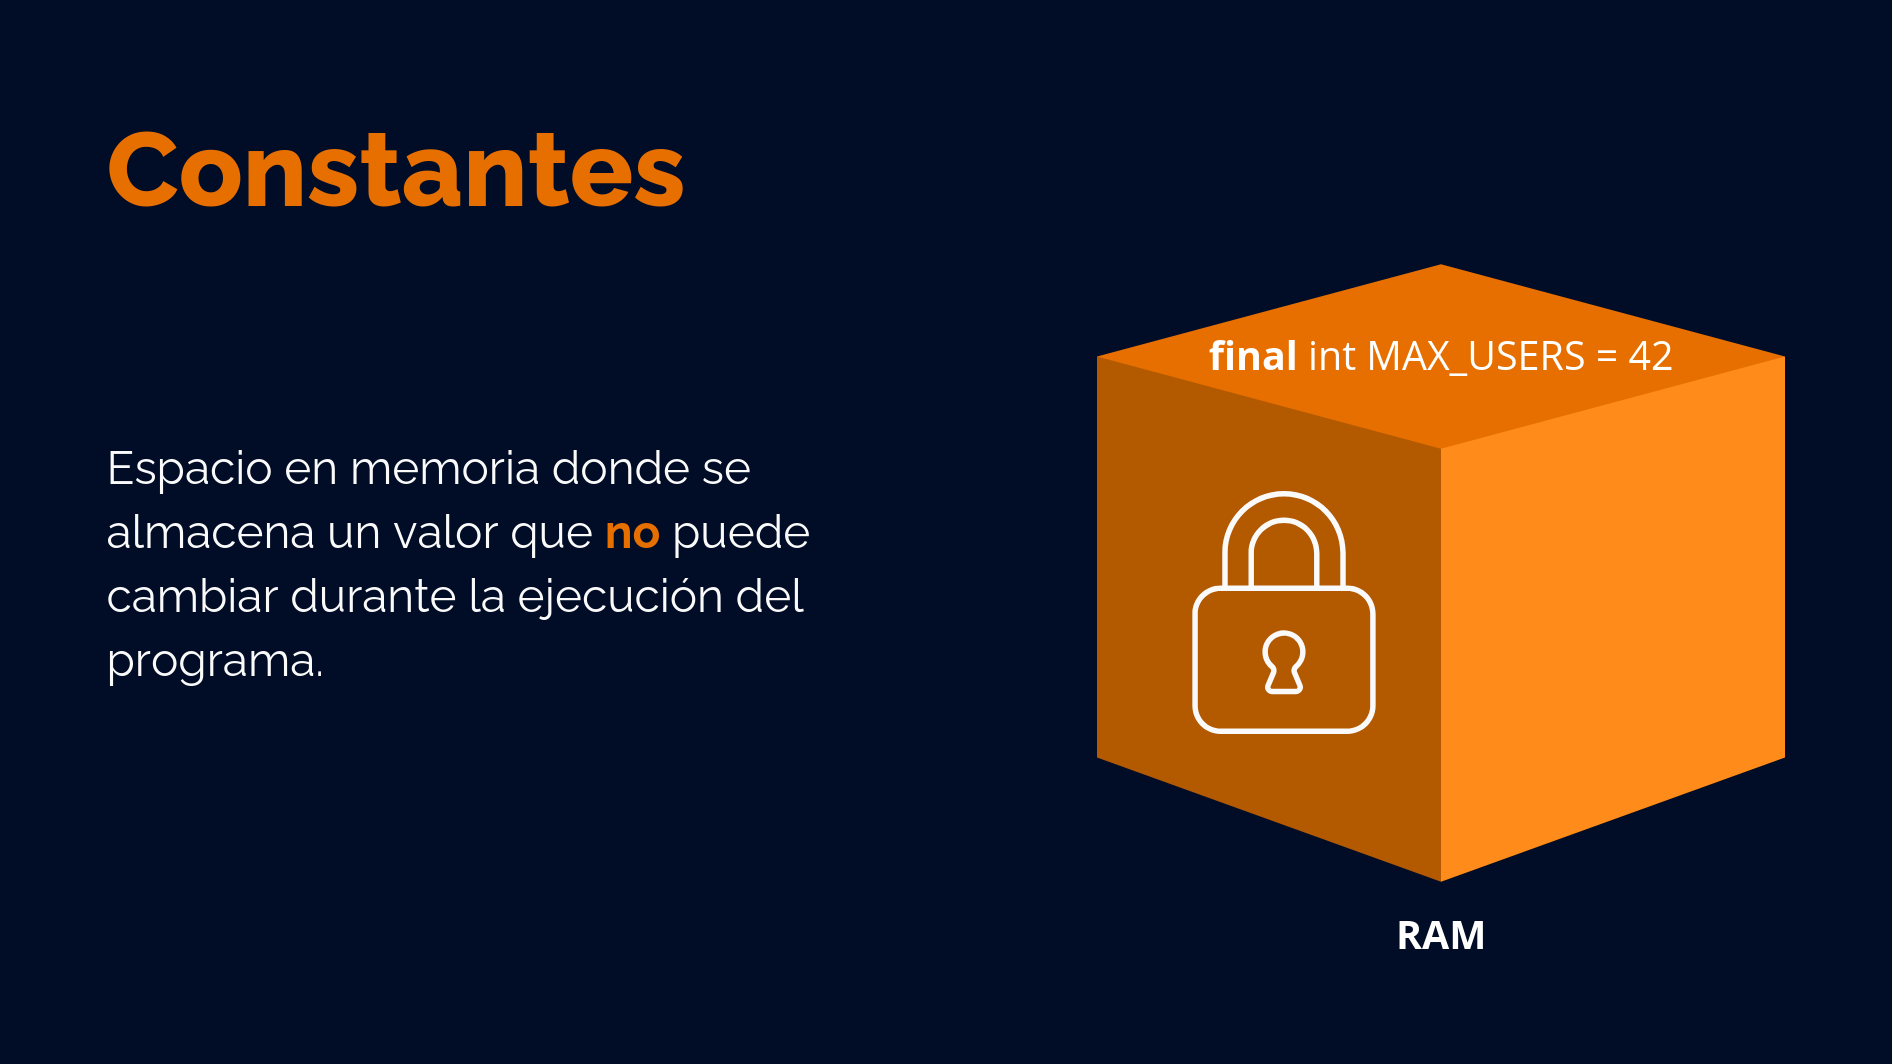 Constantes
Espacio en memoria donde se
almacena un valor que no puede
cambiar durante la ejecución del
programa.
final int MAX_USERS = 42
RAM